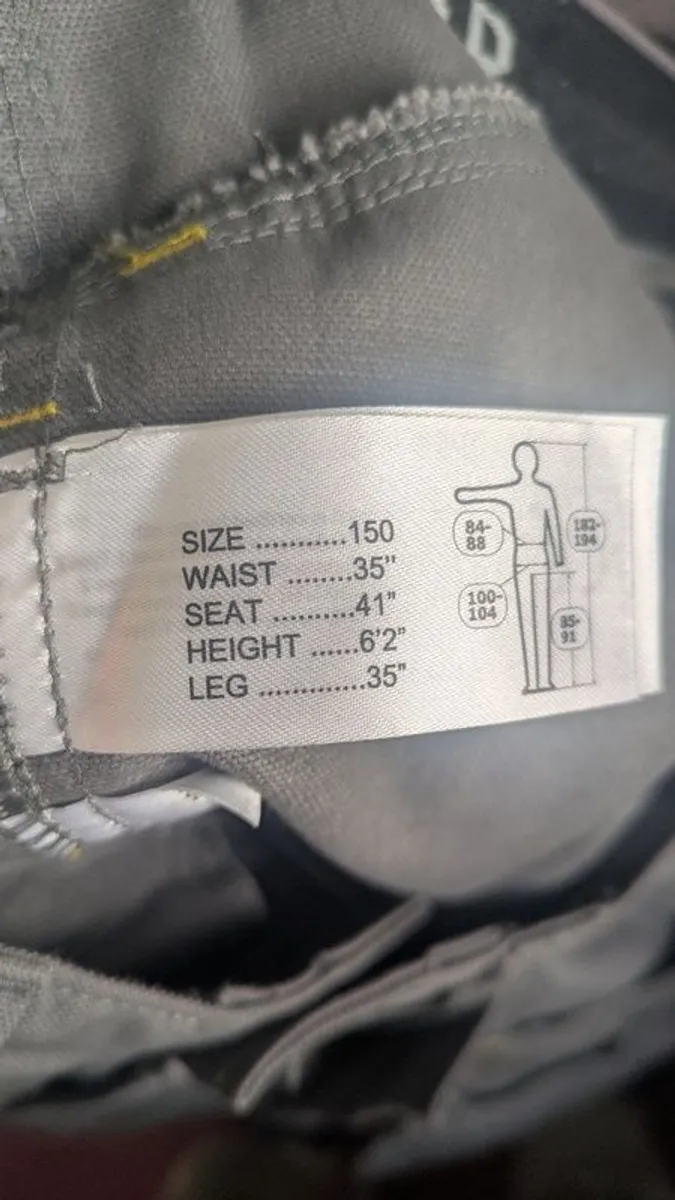 D
SIZE ...........150
WAIST ........35"
SEAT ..........41"
HEIGHT ......6'2"
LEG .............35"
84-
88
182-
194
100-
104
85-
91